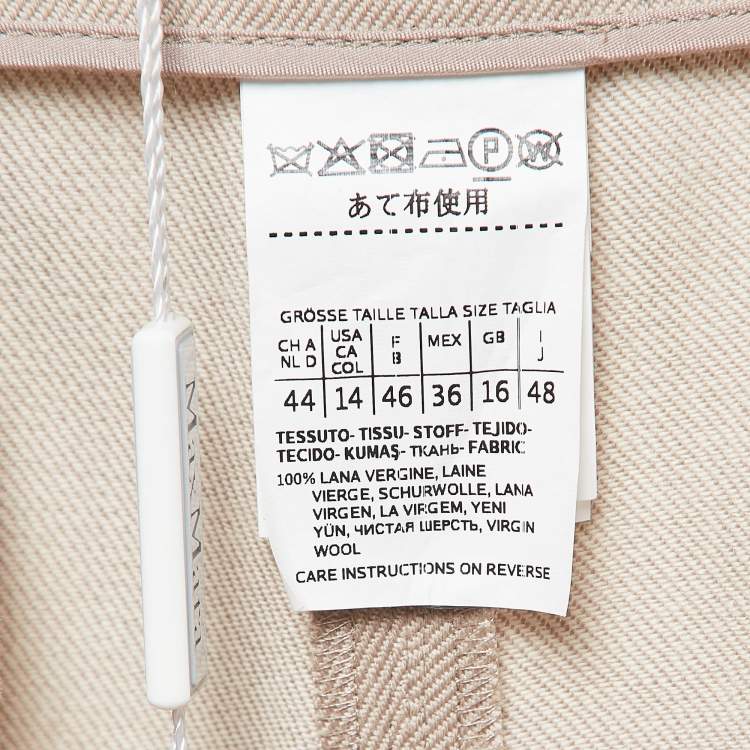 P W
あて布使用
GRÖSSE TAILLE TALLA SIZE TAGLIA
CH A NL D USA CA COL F B MEX GB I J
44 14 46 36 16 48
TESSUTO- TISSU- STOFF- TEJIDO-
TECIDO- KUMAŞ- ТКАНЬ- FABRIC
100% LANA VERGINE, LAINE
VIERGE, SCHURWOLLE, LANA
VIRGEN, LA VIRGEM, YENI
YÜN, ЧИСТАЯ ШЕРСТЬ, VIRGIN
WOOL
CARE INSTRUCTIONS ON REVERSE
MaxMara